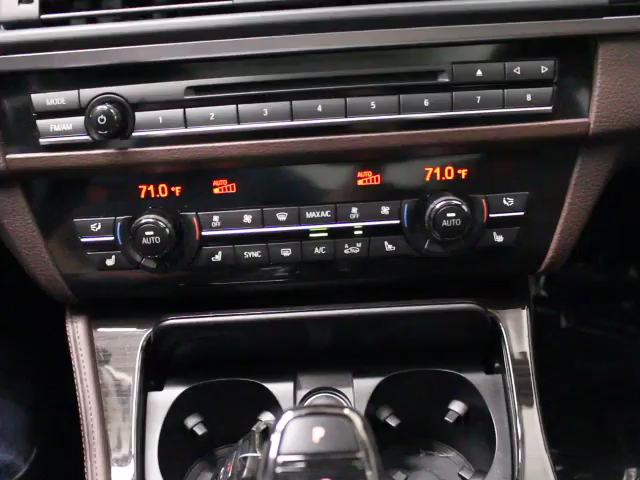 MODE
FM/AM 1 2 3 4 5 6 7 8
71.0 °F AUTO AUTO 71.0 °F
OFF MAX A/C OFF
AUTO AUTO
SYNC A/C A M
P